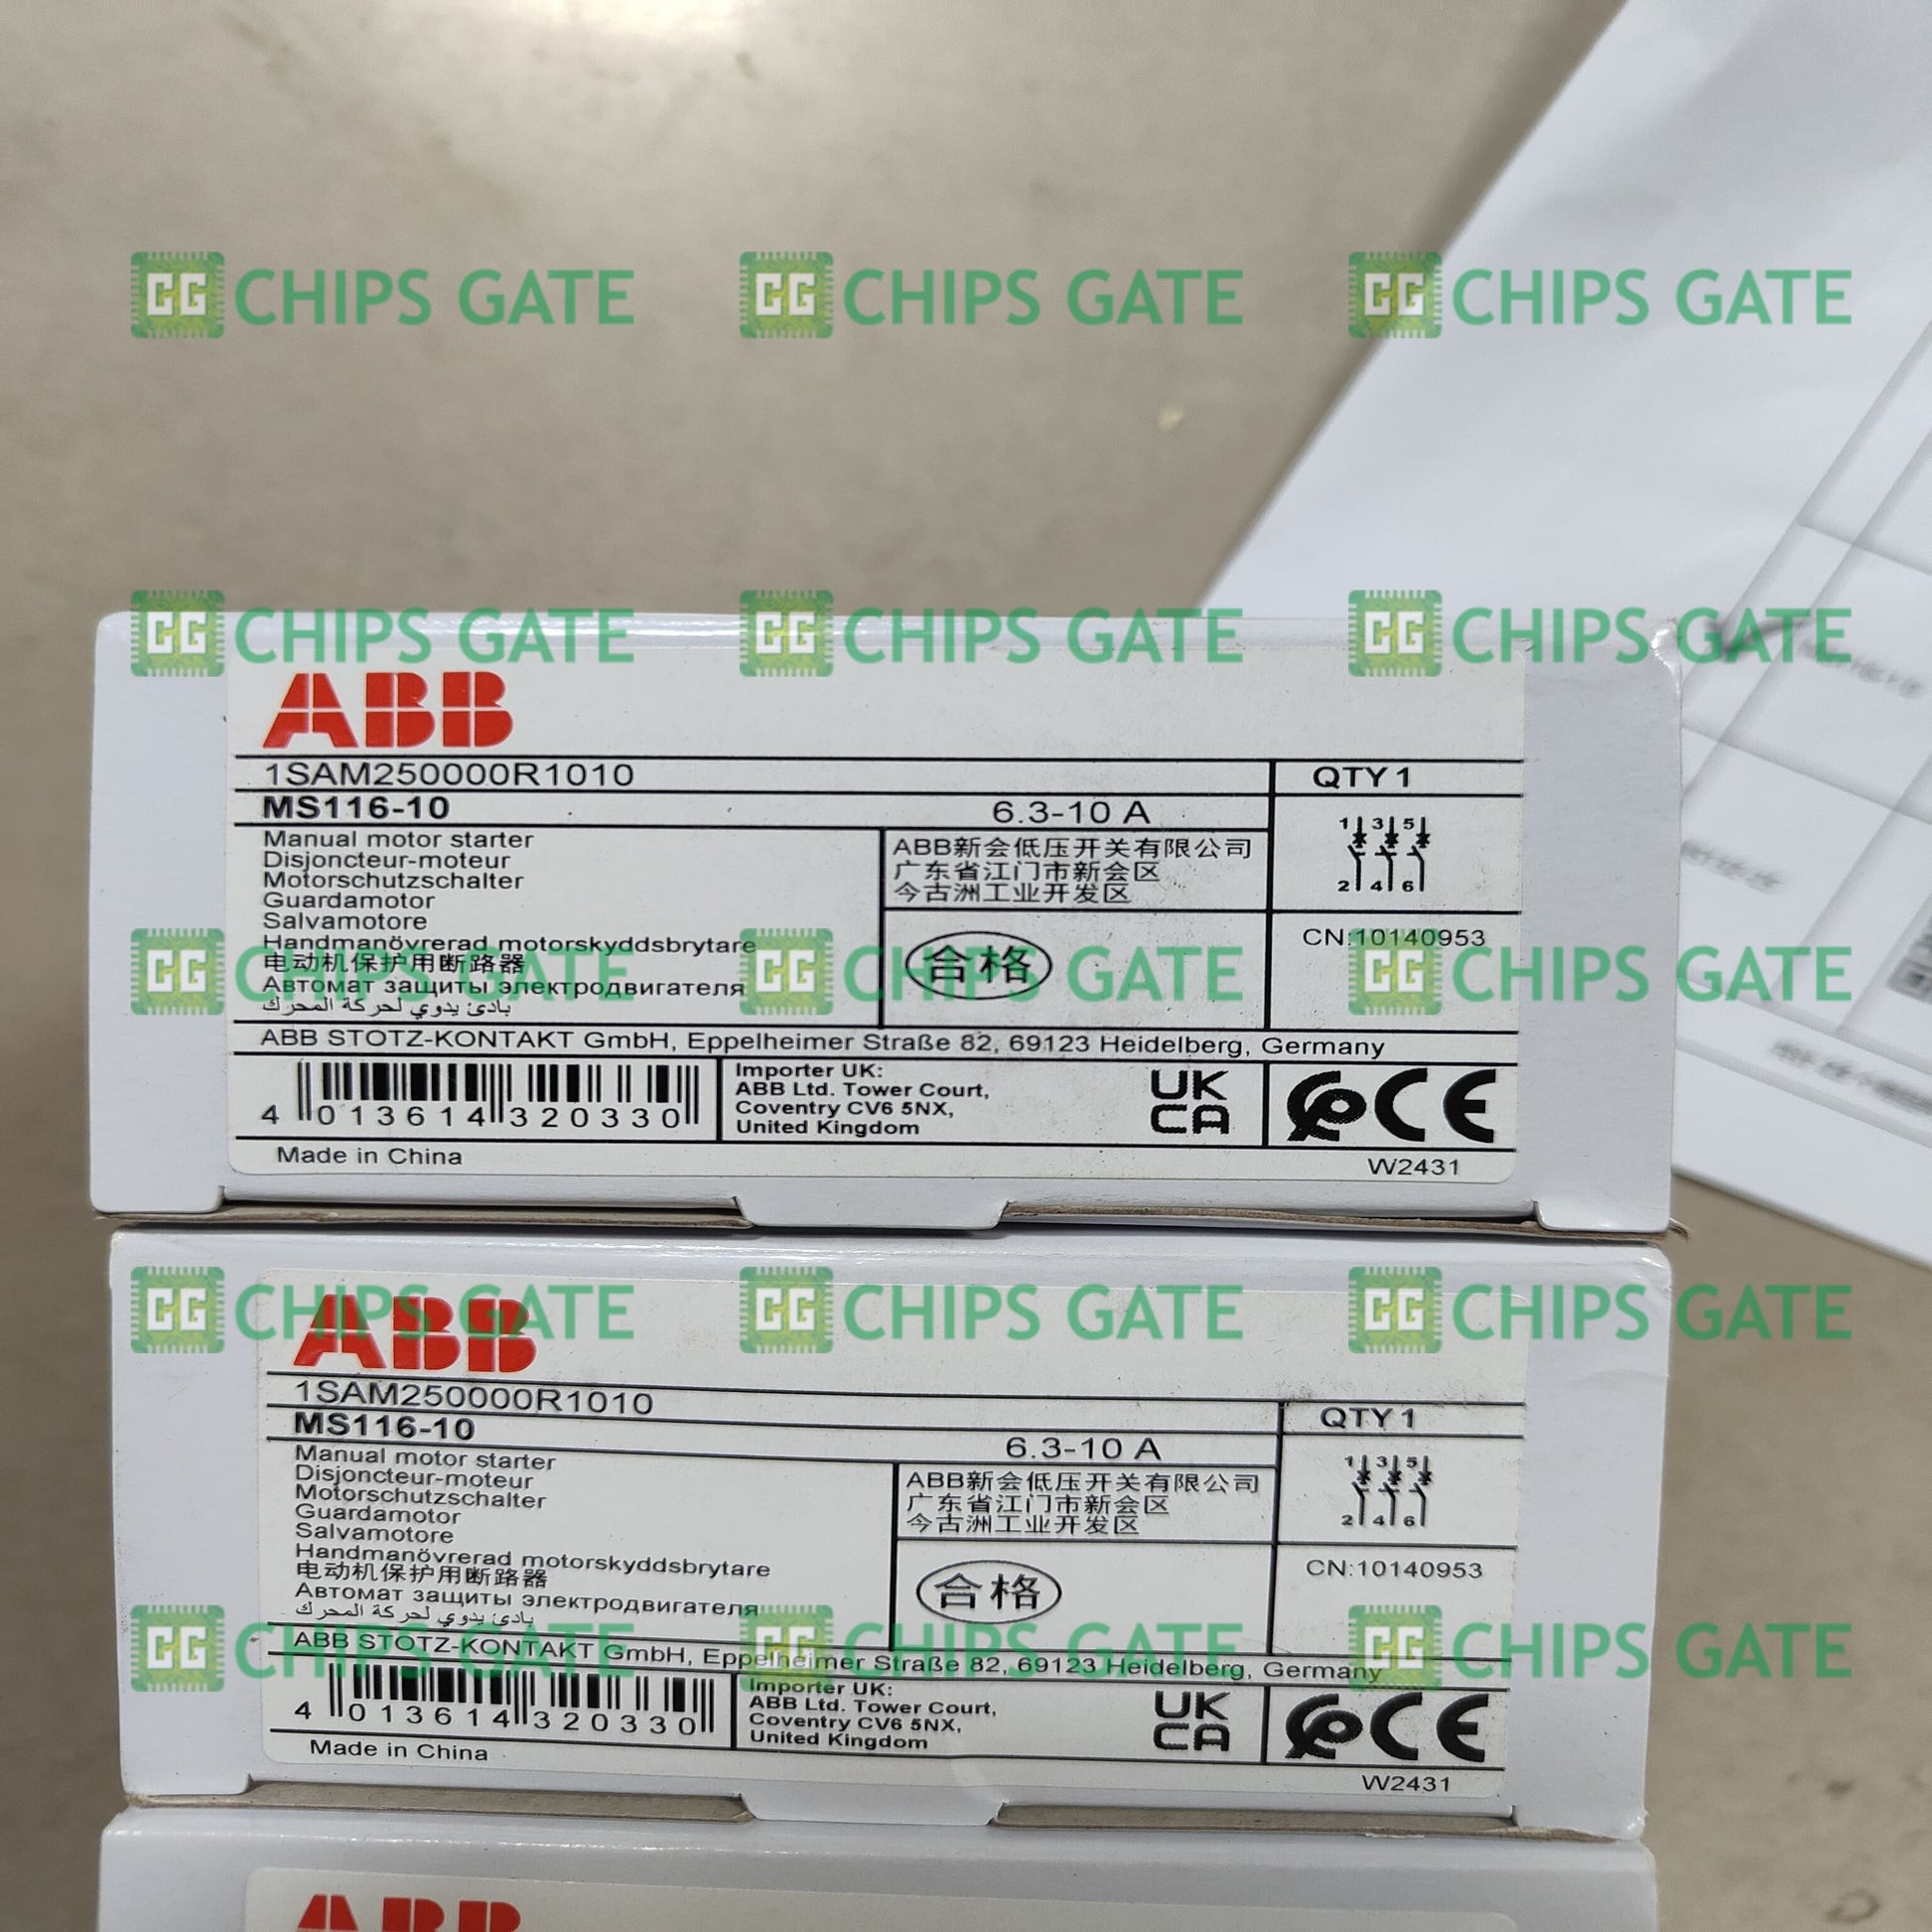 CG CHIPS GATE CG CHIPS GATE CG CHIPS GATE
CG CHIPS GATE CG CHIPS GATE CG CHIPS GATE
ABB
1SAM250000R1010
QTY 1
MS116-10
6.3-10 A
1 3 5
2 4 6
Manual motor starter
Disjoncteur-moteur
Motorschutzschalter
Guardamotor
Salvamotore
Handmanövrerad motorskyddsbrytare
电动机保护用断路器
Автомат защиты электродвигателя
بادئ يدوي لحركة المحرك
ABB新会低压开关有限公司
广东省江门市新会区
今古洲工业开发区
合格
CN:10140953
CG CHIPS GATE CG CHIPS GATE CG CHIPS GATE
ABB STOTZ-KONTAKT GmbH, Eppelheimer Straße 82, 69123 Heidelberg, Germany
4 013614 320330
Importer UK:
ABB Ltd. Tower Court,
Coventry CV6 5NX,
United Kingdom
UK
CA
CE
Made in China
W2431
CG CHIPS GATE CG CHIPS GATE CG CHIPS GATE
ABB
1SAM250000R1010
QTY 1
MS116-10
6.3-10 A
1 3 5
2 4 6
Manual motor starter
Disjoncteur-moteur
Motorschutzschalter
Guardamotor
Salvamotore
Handmanövrerad motorskyddsbrytare
电动机保护用断路器
Автомат защиты электродвигателя
بادئ يدوي لحركة المحرك
ABB新会低压开关有限公司
广东省江门市新会区
今古洲工业开发区
合格
CN:10140953
CG CHIPS GATE CG CHIPS GATE CG CHIPS GATE
ABB STOTZ-KONTAKT GmbH, Eppelheimer Straße 82, 69123 Heidelberg, Germany
4 013614 320330
Importer UK:
ABB Ltd. Tower Court,
Coventry CV6 5NX,
United Kingdom
UK
CA
CE
Made in China
W2431
ABB